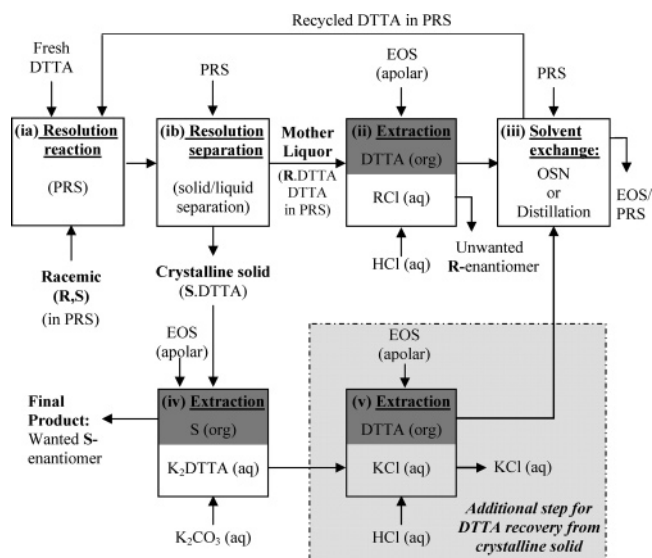 Recycled DTTA in PRS
Fresh
DTTA
PRS
EOS
(apolar)
PRS
(ia) Resolution
reaction
(PRS)
(ib) Resolution
separation
(solid/liquid
separation)
Mother
Liquor
(R.DTTA
DTTA
in PRS)
(ii) Extraction
DTTA (org)
RCl (aq)
(iii) Solvent
exchange:
OSN
or
Distillation
EOS/
PRS
Racemic
(R,S)
(in PRS)
Crystalline solid
(S.DTTA)
HCl (aq)
Unwanted
R-enantiomer
EOS
(apolar)
EOS
(apolar)
Final
Product:
Wanted S-
enantiomer
(iv) Extraction
S (org)
K₂DTTA (aq)
(v) Extraction
DTTA (org)
KCl (aq)
KCl (aq)
K₂CO₃ (aq)
HCl (aq)
Additional step for
DTTA recovery from
crystalline solid